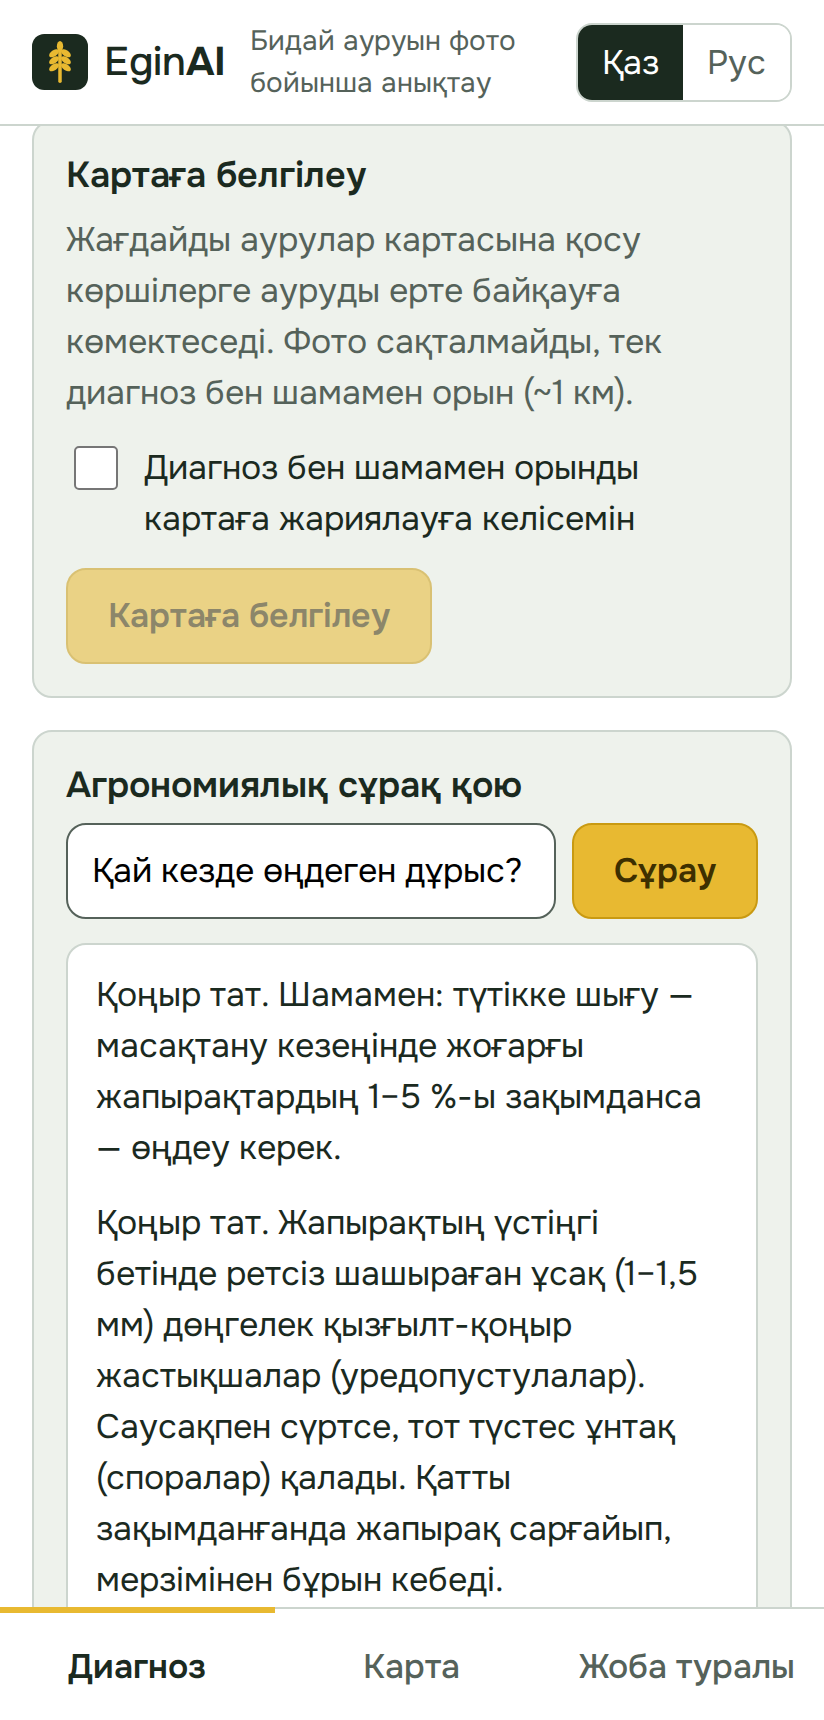 EginAI
Бидай ауруын фото
бойынша анықтау
Қаз
Рус
Картаға белгілеу
Жағдайды аурулар картасына қосу
көршілерге ауруды ерте байқауға
көмектеседі. Фото сақталмайды, тек
диагноз бен шамамен орын (~1 км).
Диагноз бен шамамен орынды
картаға жариялауға келісемін
Картаға белгілеу
Агрономиялық сұрақ қою
Қай кезде өңдеген дұрыс?
Сұрау
Қоңыр тат. Шамамен: түтікке шығу —
масақтану кезеңінде жоғарғы
жапырақтардың 1–5 %-ы зақымданса
— өңдеу керек.
Қоңыр тат. Жапырақтың үстіңгі
бетінде ретсіз шашыраған ұсақ (1–1,5
мм) дөңгелек қызғылт-қоңыр
жастықшалар (уредопустулалар).
Саусақпен сүртсе, тот түстес ұнтақ
(споралар) қалады. Қатты
зақымданғанда жапырақ сарғайып,
мерзімінен бұрын кебеді.
Диагноз
Карта
Жоба туралы